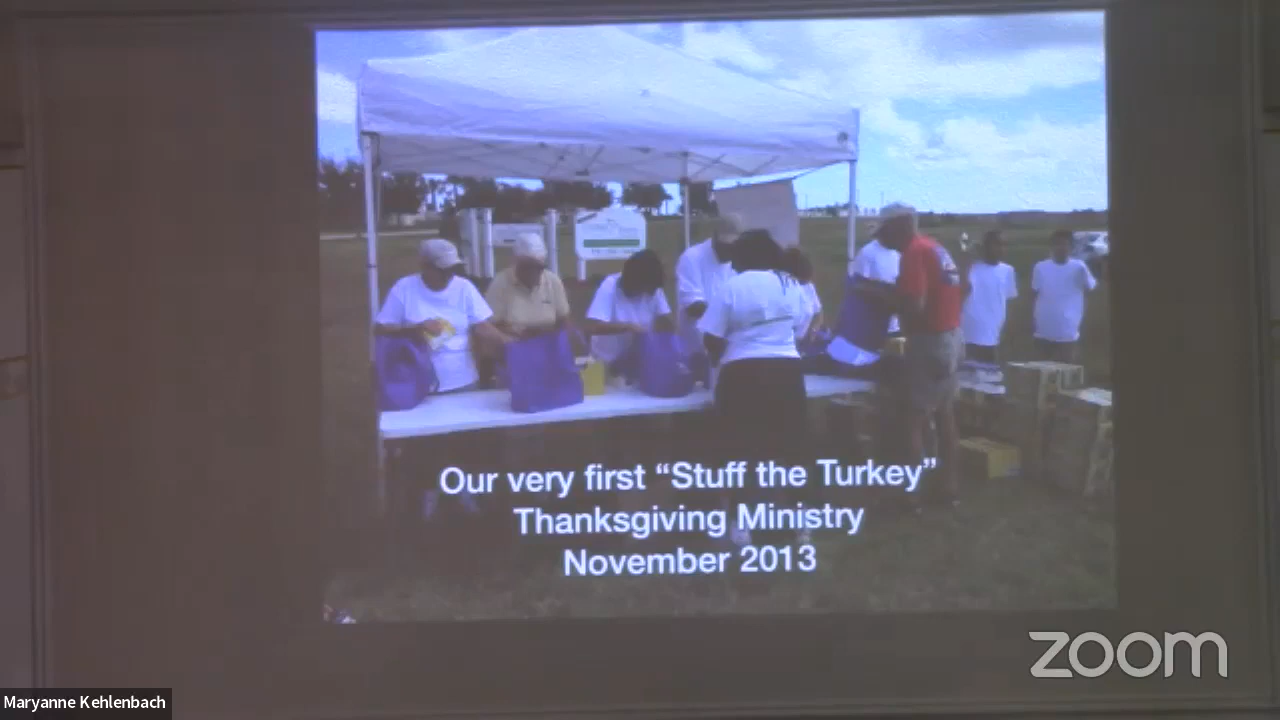 Our very first “Stuff the Turkey”
Thanksgiving Ministry
November 2013
zoom
Maryanne Kehlenbach